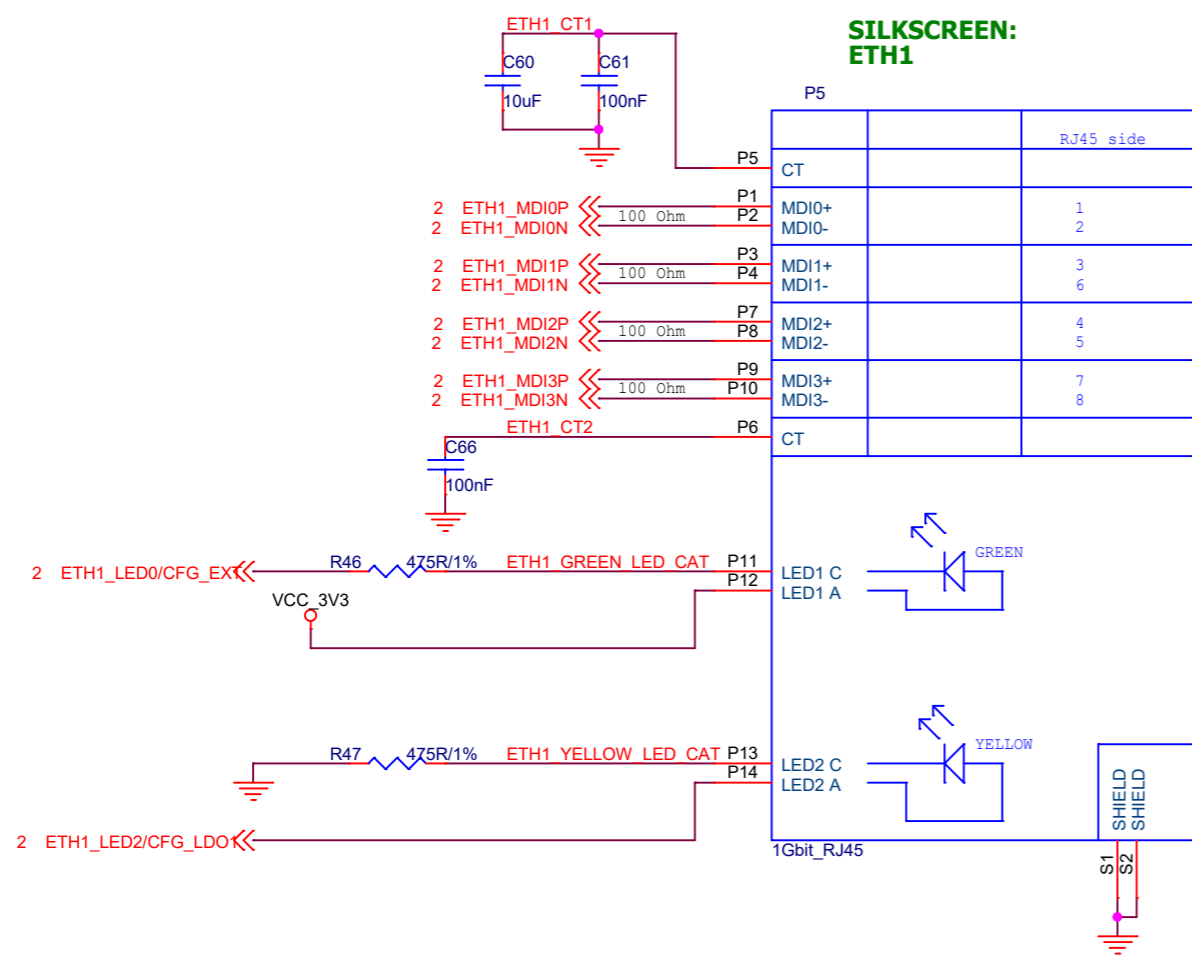 ETH1_CT1
SILKSCREEN:
ETH1
C60
C61
10uF
100nF
P5
RJ45 side
P5
CT
2 ETH1_MDI0P
P1
MDI0+
1
100 Ohm
2 ETH1_MDI0N
P2
MDI0-
2
2 ETH1_MDI1P
P3
MDI1+
3
100 Ohm
2 ETH1_MDI1N
P4
MDI1-
6
2 ETH1_MDI2P
P7
MDI2+
4
100 Ohm
2 ETH1_MDI2N
P8
MDI2-
5
2 ETH1_MDI3P
P9
MDI3+
7
100 Ohm
2 ETH1_MDI3N
P10
MDI3-
8
ETH1_CT2
P6
CT
C66
100nF
2 ETH1_LED0/CFG_EXT
R46
475R/1%
ETH1_GREEN_LED_CAT
P11
LED1 C
GREEN
P12
LED1 A
VCC_3V3
R47
475R/1%
ETH1_YELLOW_LED_CAT
P13
LED2 C
YELLOW
P14
LED2 A
2 ETH1_LED2/CFG_LDO1
1Gbit_RJ45
SHIELD
SHIELD
S1
S2